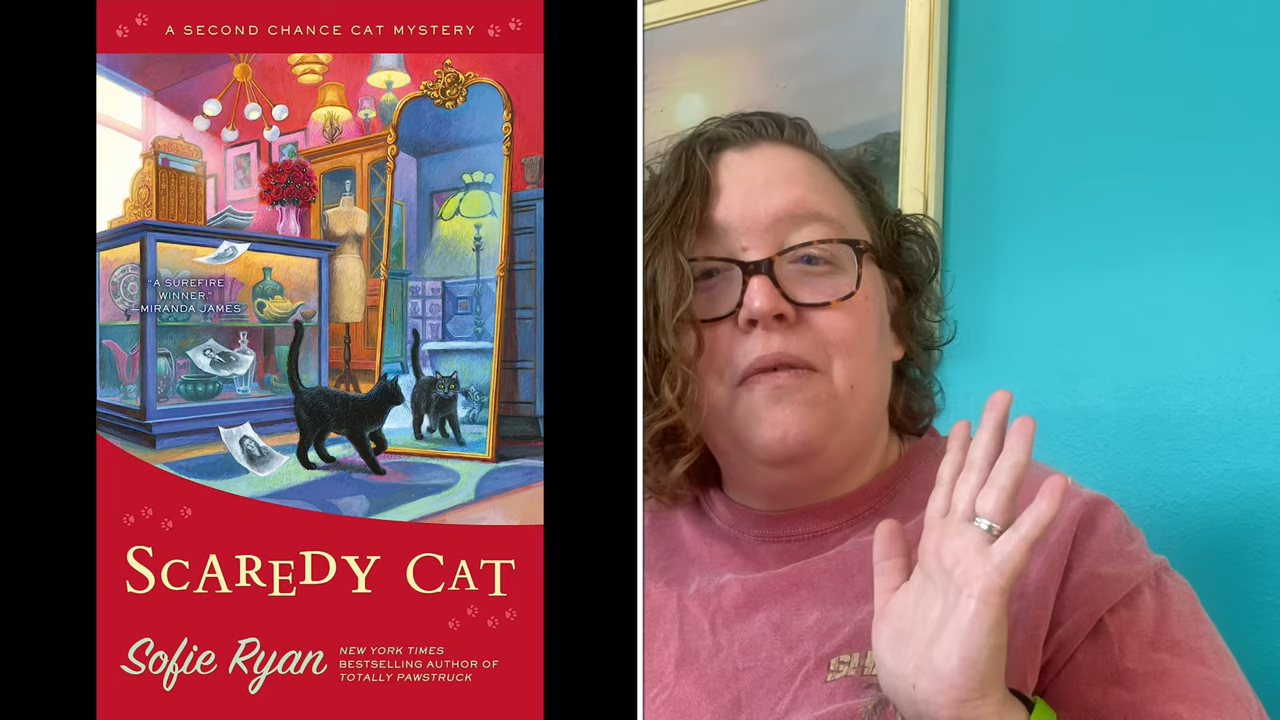 A SECOND CHANCE CAT MYSTERY
"A SUREFIRE
WINNER."
—MIRANDA JAMES
SCAREDY CAT
Sofie Ryan
NEW YORK TIMES
BESTSELLING AUTHOR OF
TOTALLY PAWSTRUCK